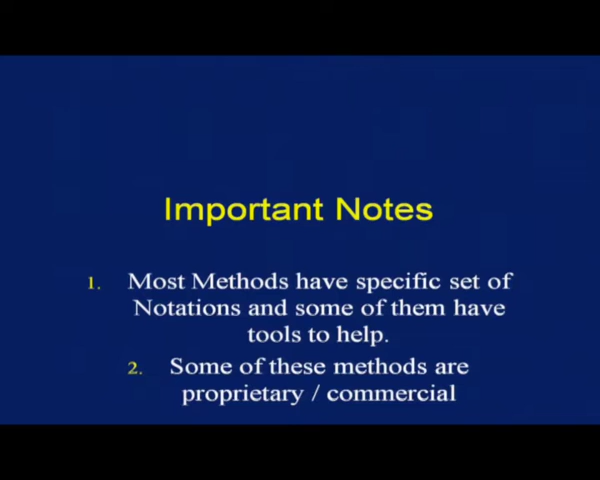 Important Notes
1. Most Methods have specific set of
Notations and some of them have
tools to help.
2. Some of these methods are
proprietary / commercial